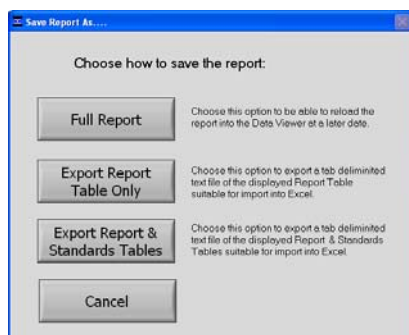 Save Report As....
Choose how to save the report:
Full Report
Choose this option to be able to reload the
report into the Data Viewer at a later date.
Export Report
Table Only
Choose this option to export a tab deliminited
text file of the displayed Report Table
suitable for import into Excel.
Export Report &
Standards Tables
Choose this option to export a tab deliminited
text file of the displayed Report & Standards
Tables suitable for import into Excel.
Cancel